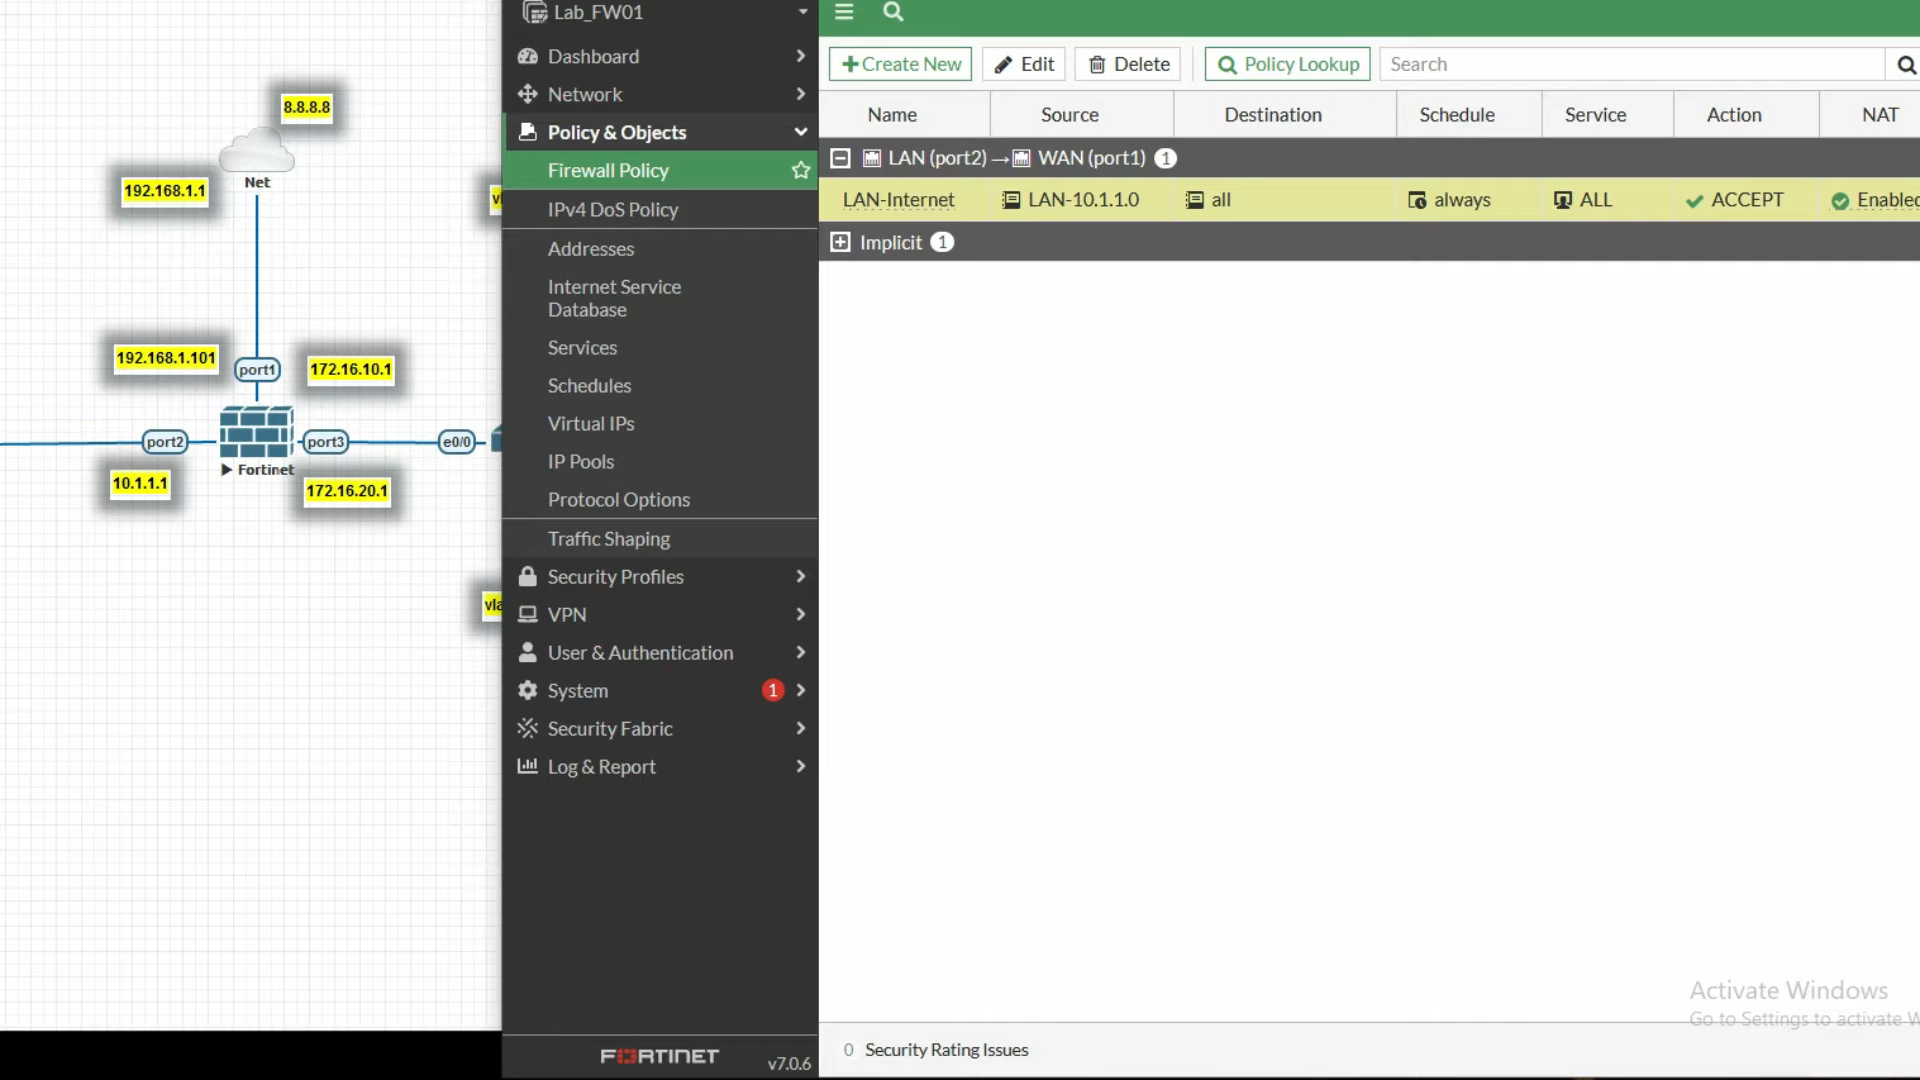 8.8.8.8
Net
192.168.1.1
192.168.1.101
port1
172.16.10.1
port2
port3
e0/0
Fortinet
10.1.1.1
172.16.20.1
vla
Lab_FW01
Dashboard
Network
Policy & Objects
Firewall Policy
IPv4 DoS Policy
Addresses
Internet Service
Database
Services
Schedules
Virtual IPs
IP Pools
Protocol Options
Traffic Shaping
Security Profiles
VPN
User & Authentication
System 1
Security Fabric
Log & Report
FORTINET
v7.0.6
Create New Edit Delete Policy Lookup Search
Name Source Destination Schedule Service Action NAT
LAN (port2) → WAN (port1) 1
LAN-Internet LAN-10.1.1.0 all always ALL ACCEPT Enabled
Implicit 1
Activate Windows
Go to Settings to activate W
0 Security Rating Issues